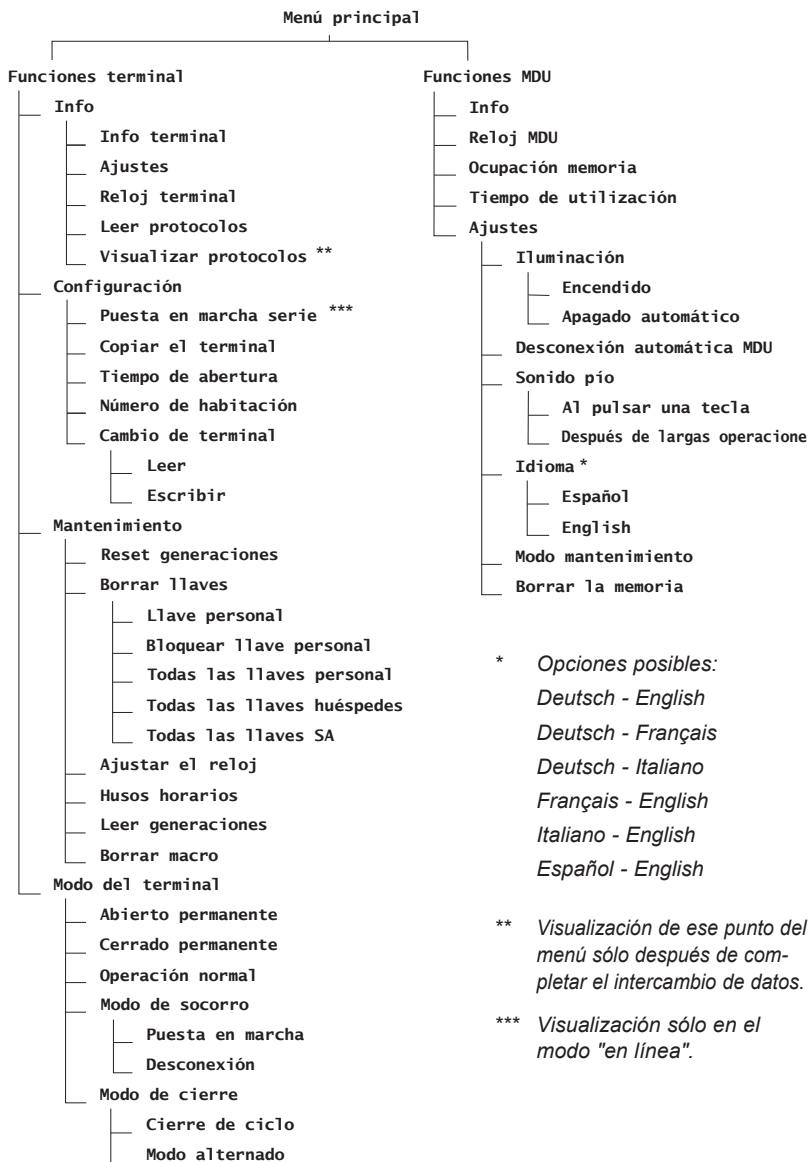 Menú principal
Funciones terminal
Info
Info terminal
Ajustes
Reloj terminal
Leer protocolos
Visualizar protocolos **
Configuración
Puesta en marcha serie ***
Copiar el terminal
Tiempo de abertura
Número de habitación
Cambio de terminal
Leer
Escribir
Mantenimiento
Reset generaciones
Borrar llaves
Llave personal
Bloquear llave personal
Todas las llaves personal
Todas las llaves huéspedes
Todas las llaves SA
Ajustar el reloj
Husos horarios
Leer generaciones
Borrar macro
Modo del terminal
Abierto permanente
Cerrado permanente
Operación normal
Modo de socorro
Puesta en marcha
Desconexión
Modo de cierre
Cierre de ciclo
Modo alternado
Funciones MDU
Info
Reloj MDU
Ocupación memoria
Tiempo de utilización
Ajustes
Iluminación
Encendido
Apagado automático
Desconexión automática MDU
Sonido pío
Al pulsar una tecla
Después de largas operacione
Idioma *
Español
English
Modo mantenimiento
Borrar la memoria
* Opciones posibles:
Deutsch - English
Deutsch - Français
Deutsch - Italiano
Français - English
Italiano - English
Español - English
** Visualización de ese punto del
menú sólo después de com-
pletar el intercambio de datos.
*** Visualización sólo en el
modo "en línea".